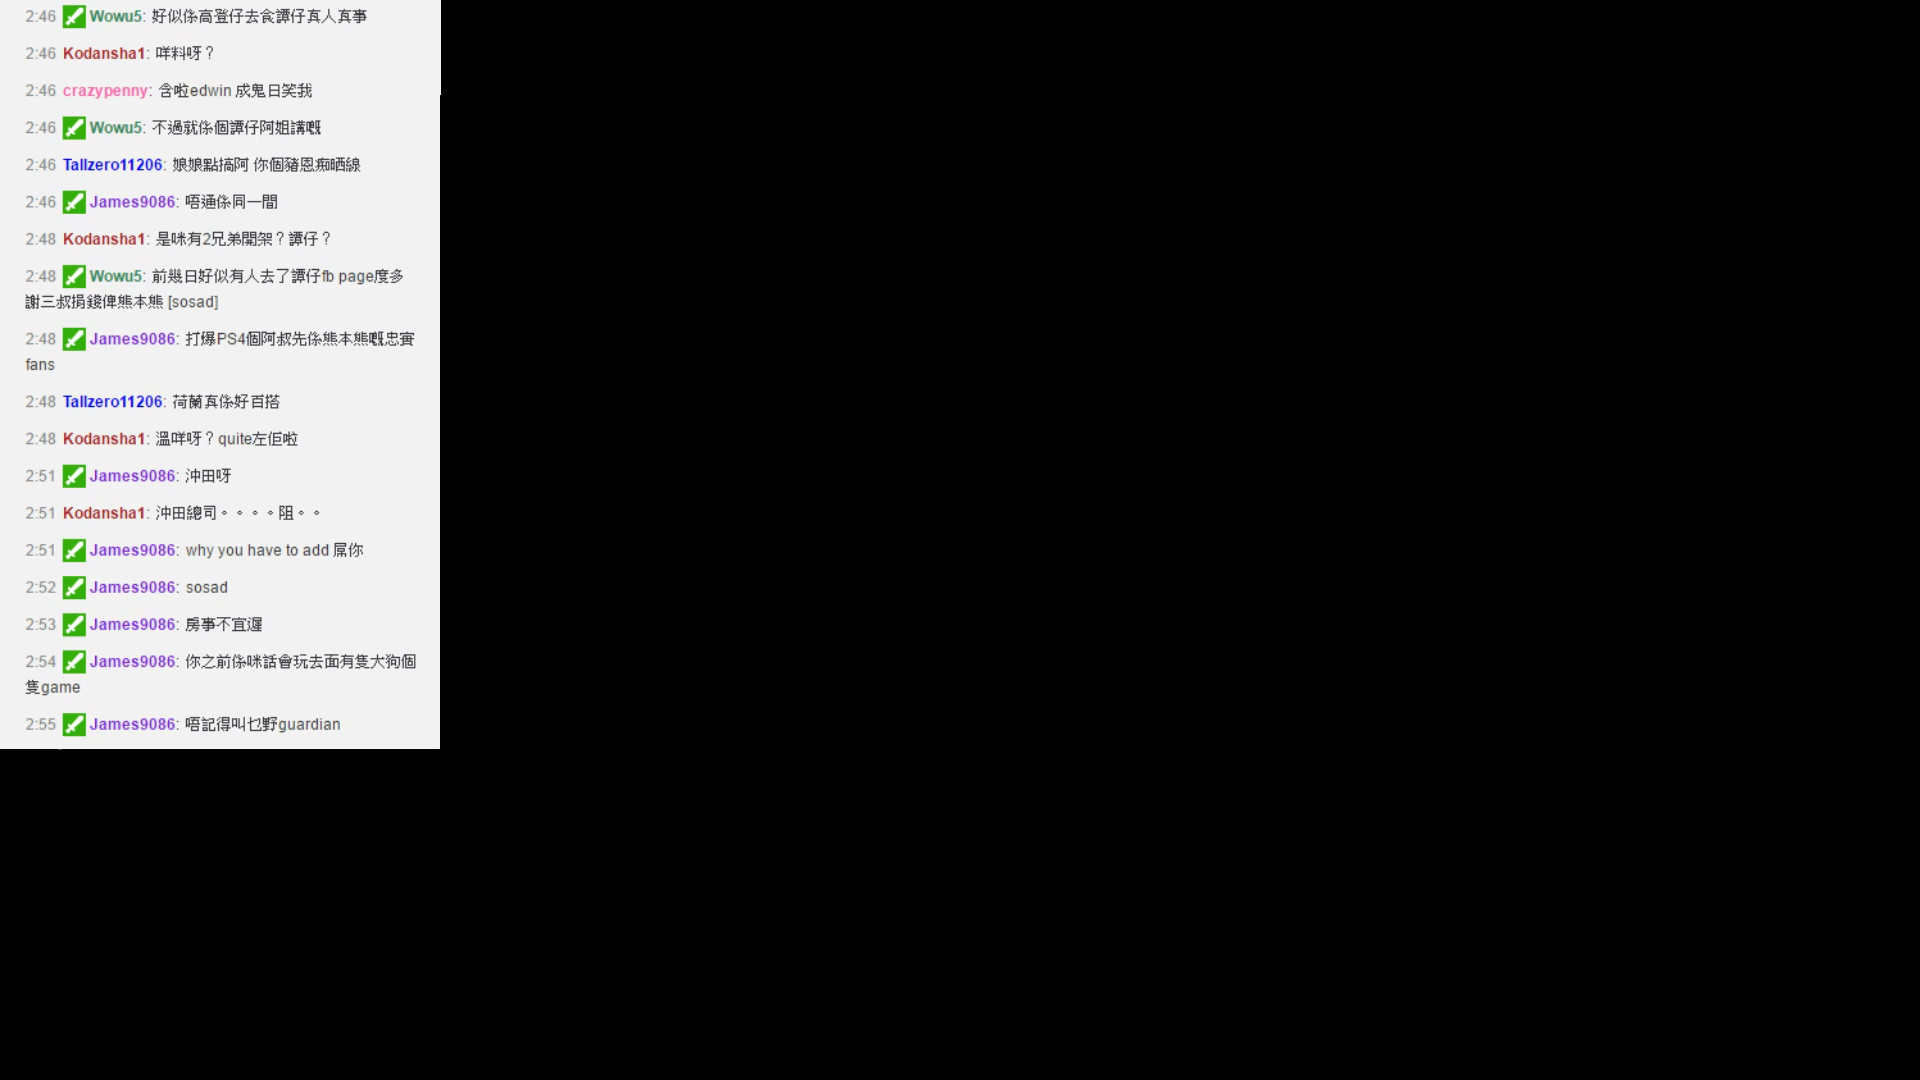 2:46 Wowu5: 好似係高登仔去食譚仔真人真事
2:46 Kodansha1: 咩料呀？
2:46 crazypenny: 含啦edwin 成鬼日笑我
2:46 Wowu5: 不過就係個譚仔阿姐講嘅
2:46 Tallzero11206: 娘娘點搞阿 你個豬恩痴晒線
2:46 James9086: 唔通係同一間
2:48 Kodansha1: 是咪有2兄弟開架？譚仔？
2:48 Wowu5: 前幾日好似有人去了譚仔fb page度多
謝三叔捐錢俾熊本熊 [sosad]
2:48 James9086: 打爆PS4個阿叔先係熊本熊嘅忠實
fans
2:48 Tallzero11206: 荷蘭真係好百搭
2:48 Kodansha1: 溫咩呀？quite左佢啦
2:51 James9086: 沖田呀
2:51 Kodansha1: 沖田總司。。。。阻。。
2:51 James9086: why you have to add 屌你
2:52 James9086: sosad
2:53 James9086: 房事不宜遲
2:54 James9086: 你之前係咪話會玩去面有隻大狗個
隻game
2:55 James9086: 唔記得叫乜野guardian